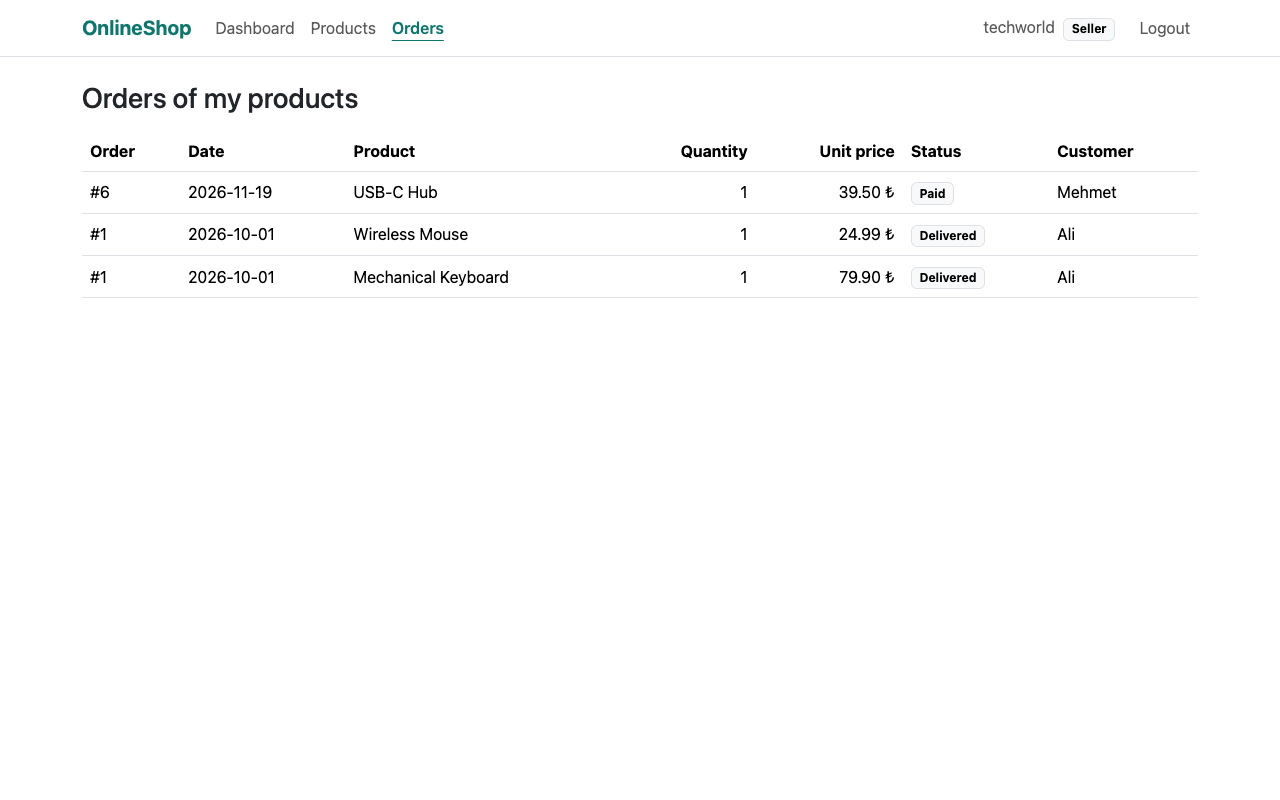 OnlineShop Dashboard Products Orders techworld Seller Logout
Orders of my products
Order Date Product Quantity Unit price Status Customer
#6 2026-11-19 USB-C Hub 1 39.50 ₺ Paid Mehmet
#1 2026-10-01 Wireless Mouse 1 24.99 ₺ Delivered Ali
#1 2026-10-01 Mechanical Keyboard 1 79.90 ₺ Delivered Ali